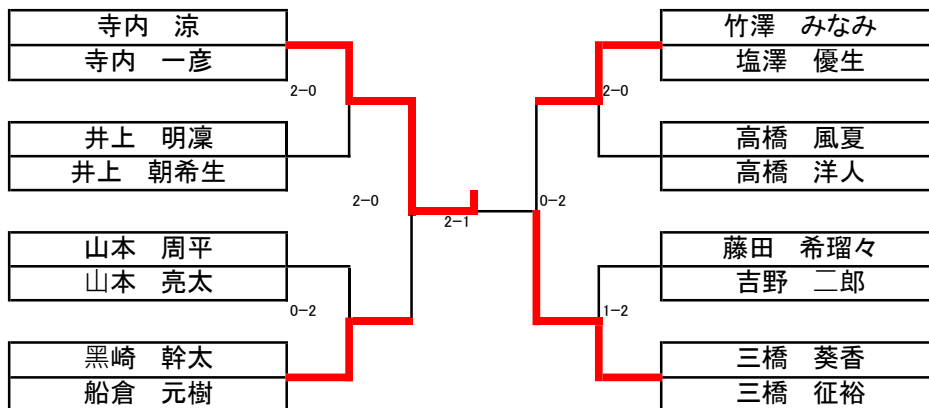 寺内　涼
寺内　一彦
2-0
井上　明凜
井上　朝希生
2-0
山本　周平
山本　亮太
0-2
黑崎　幹太
船倉　元樹
2-1
竹澤　みなみ
塩澤　優生
2-0
高橋　風夏
高橋　洋人
0-2
藤田　希瑠々
吉野　二郎
1-2
三橋　葵香
三橋　征裕